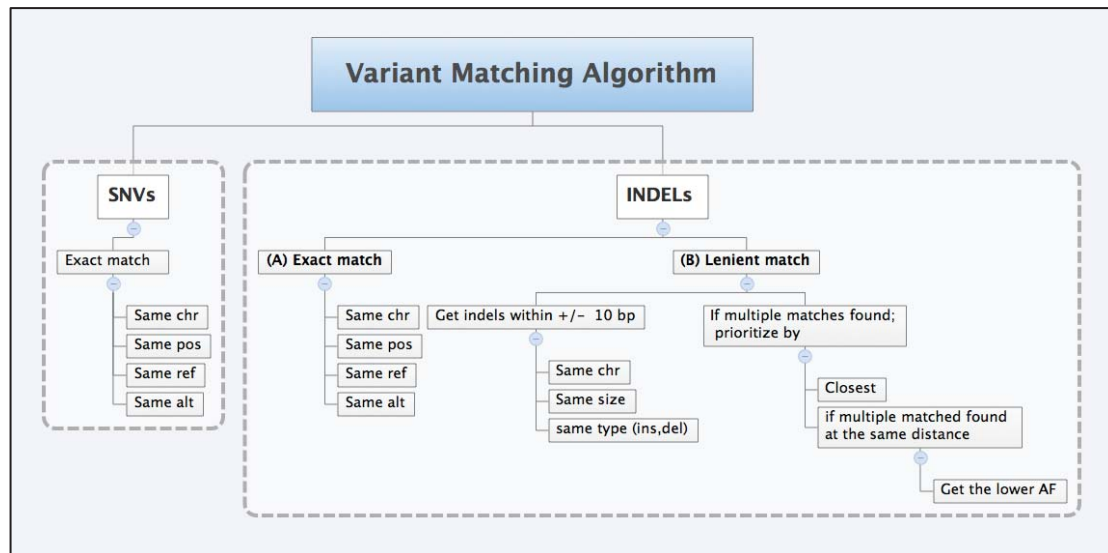 Variant Matching Algorithm
SNVs
Exact match
Same chr
Same pos
Same ref
Same alt
INDELs
(A) Exact match
Same chr
Same pos
Same ref
Same alt
(B) Lenient match
Get indels within +/- 10 bp
Same chr
Same size
same type (ins,del)
If multiple matches found;
prioritize by
Closest
if multiple matched found
at the same distance
Get the lower AF